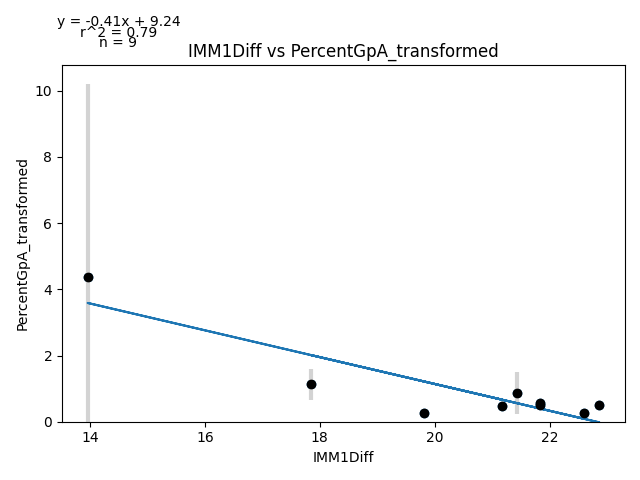 y = -0.41x + 9.24
r^2 = 0.79
n = 9
IMM1Diff vs PercentGpA_transformed
PercentGpA_transformed
10
8
6
4
2
0
14
16
18
20
22
IMM1Diff